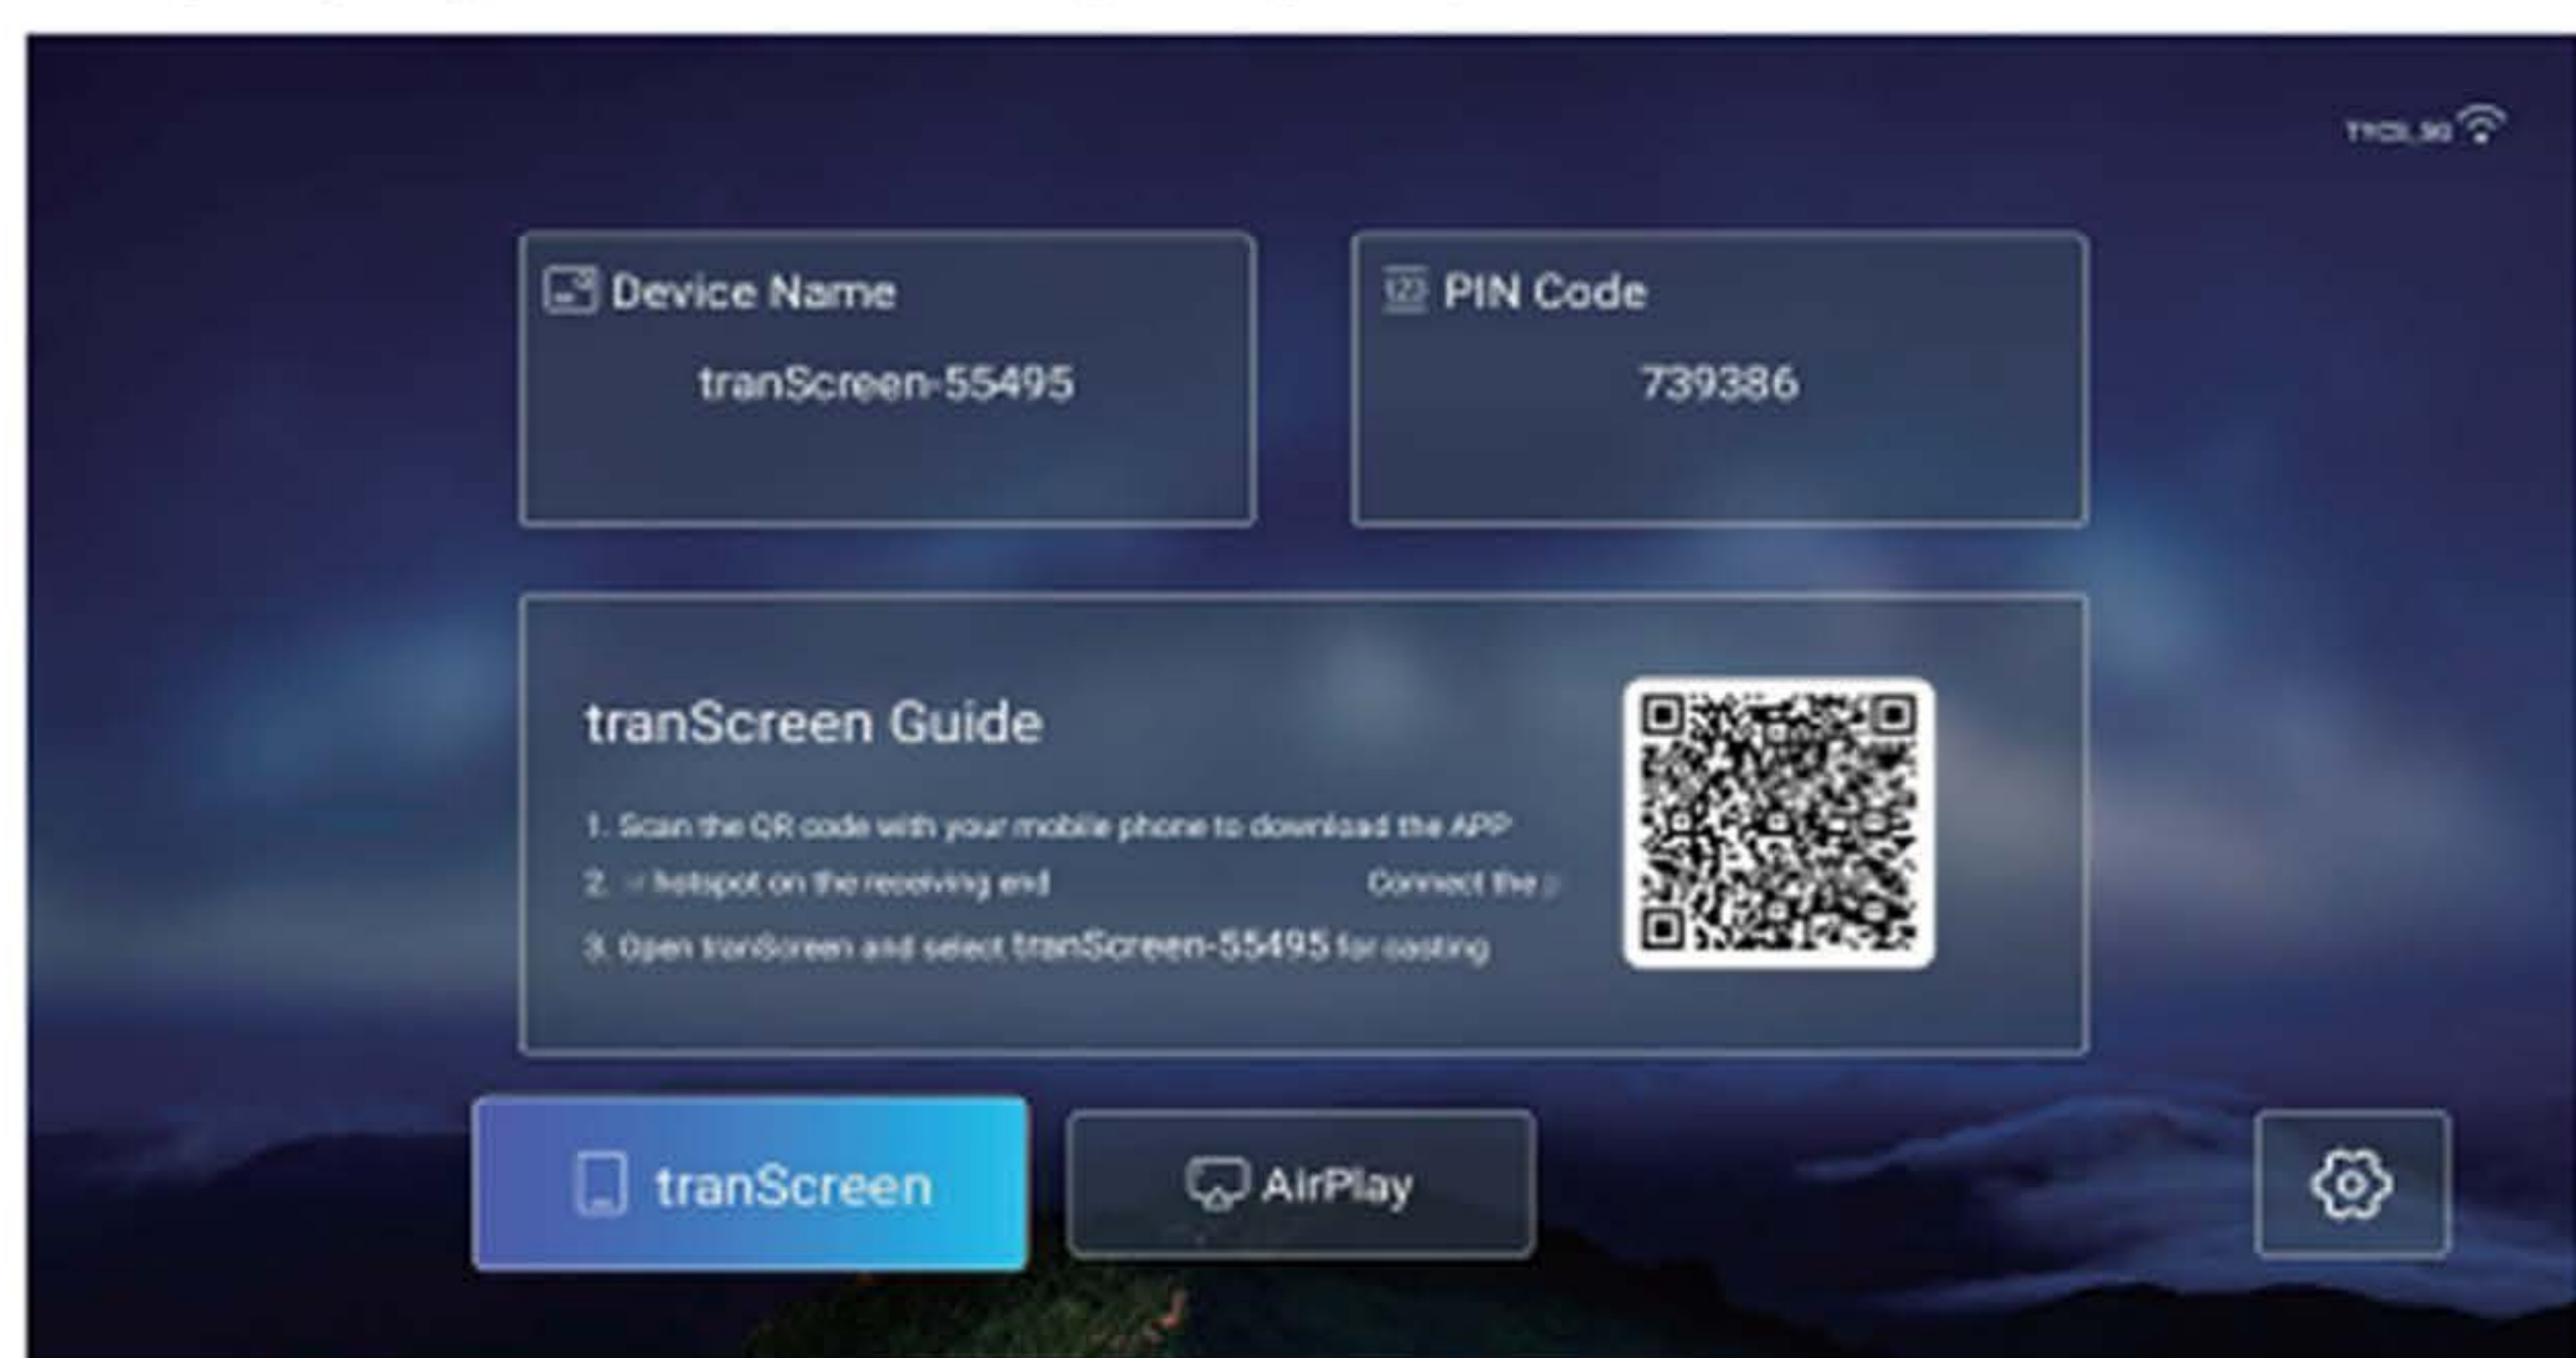 Device Name
PIN Code
tranScreen-55495
739386
tranScreen Guide
1. Scan the QR code with your mobile phone to download the APP
2. hotspot on the receiving end Connect the
3. Open tranScreen and select tranScreen-55495 for casting
tranScreen
AirPlay